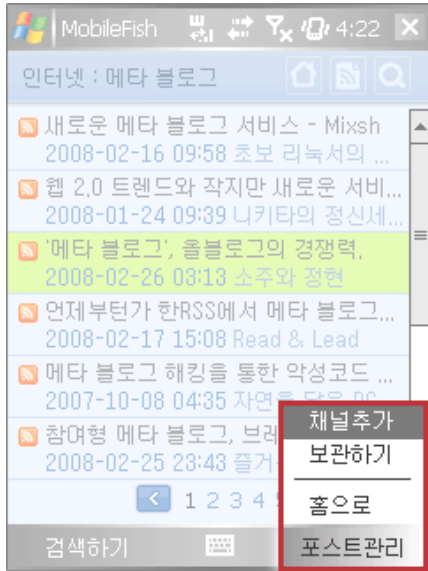 MobileFish 4:22
인터넷 : 메타 블로그
새로운 메타 블로그 서비스 - Mixsh
2008-02-16 09:58 초보 리눅서의 ...
웹 2.0 트렌드와 작지만 새로운 서비...
2008-01-24 09:39 니키타의 정신세...
'메타 블로그', 올블로그의 경쟁력,
2008-02-26 03:13 소주와 정현
언제부턴가 한RSS에서 메타 블로그...
2008-02-17 15:08 Read & Lead
메타 블로그 해킹을 통한 악성코드 ...
2007-10-08 04:35 자연을
참여형 메타 블로그, 브레
2008-02-25 23:43 즐거
1 2 3 4
채널추가
보관하기
홈으로
검색하기 포스트관리